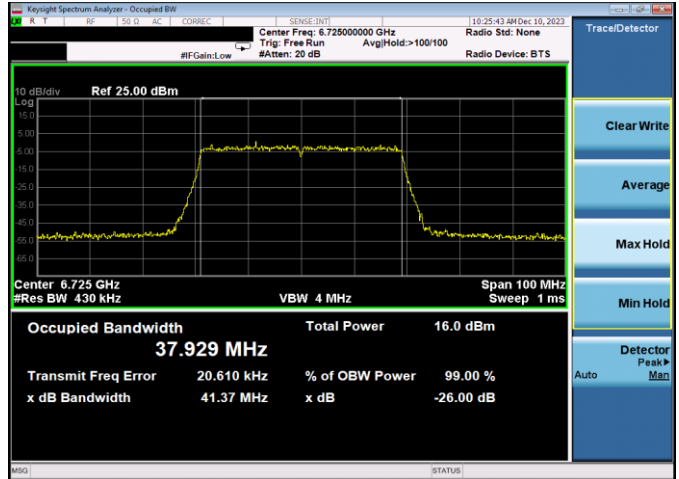 Keysight Spectrum Analyzer - Occupied BW
R T RF 50 Ω AC CORREC SENSE:INT 10:25:43 AM Dec 10, 2023
Center Freq: 6.725000000 GHz Radio Std: None
Trig: Free Run Avg|Hold:>100/100
#IFGain:Low #Atten: 20 dB Radio Device: BTS
10 dB/div Ref 25.00 dBm
Log
15.0
5.00
-5.00
-15.0
-25.0
-35.0
-45.0
-55.0
-65.0
Center 6.725 GHz Span 100 MHz
#Res BW 430 kHz VBW 4 MHz Sweep 1 ms
Occupied Bandwidth Total Power 16.0 dBm
37.929 MHz
Transmit Freq Error 20.610 kHz % of OBW Power 99.00 %
x dB Bandwidth 41.37 MHz x dB -26.00 dB
Trace/Detector
Clear Write
Average
Max Hold
Min Hold
Detector
Peak▶
Auto Man
MSG STATUS